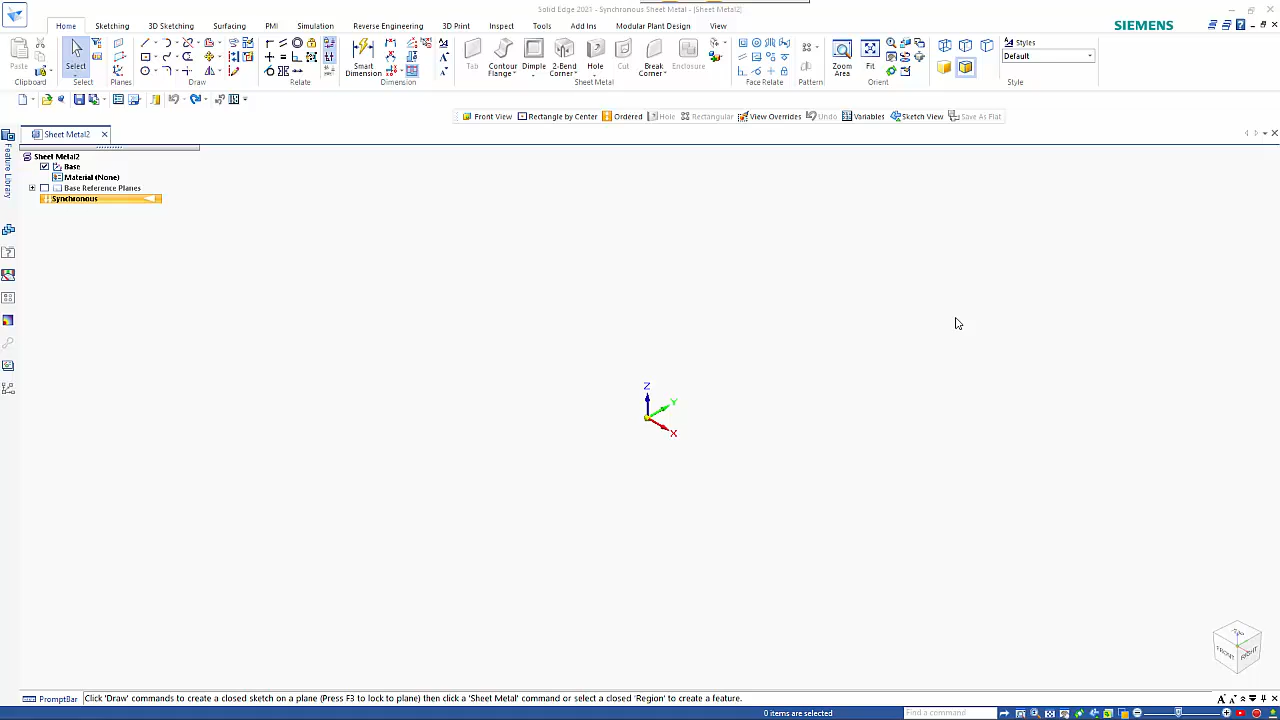 Solid Edge 2021 - Synchronous Sheet Metal - [Sheet Metal2]
Home Sketching 3D Sketching Surfacing PMI Simulation Reverse Engineering 3D Print Inspect Tools Add Ins Modular Plant Design View
SIEMENS
Paste
Select
Smart Dimension
Tab
Contour Flange
Dimple
2-Bend Corner
Hole
Cut
Break Corner
Enclosure
Zoom Area
Fit
Styles
Default
Clipboard Select Planes Draw Relate Dimension Sheet Metal Face Relate Pattern Orient Style
Front View Rectangle by Center Ordered Hole Rectangular View Overrides Undo Variables Sketch View Save As Flat
Sheet Metal2
Feature Library
Sheet Metal2
Base
Material (None)
Base Reference Planes
Synchronous
Z
Y
X
TOP
FRONT
RIGHT
PromptBar
Click 'Draw' commands to create a closed sketch on a plane (Press F3 to lock to plane) then click a 'Sheet Metal' command or select a closed 'Region' to create a feature.
0 items are selected
Find a command